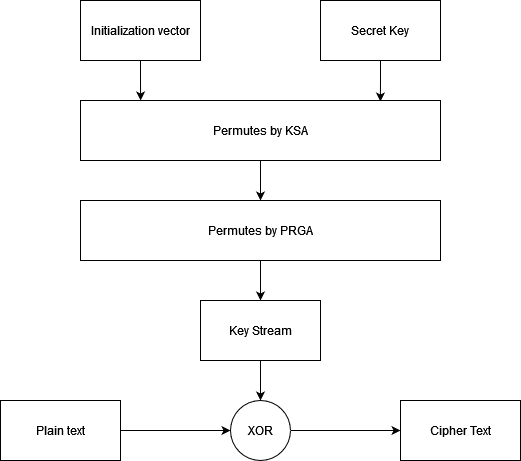 Initialization vector
Secret Key
Permutes by KSA
Permutes by PRGA
Key Stream
Plain text
XOR
Cipher Text